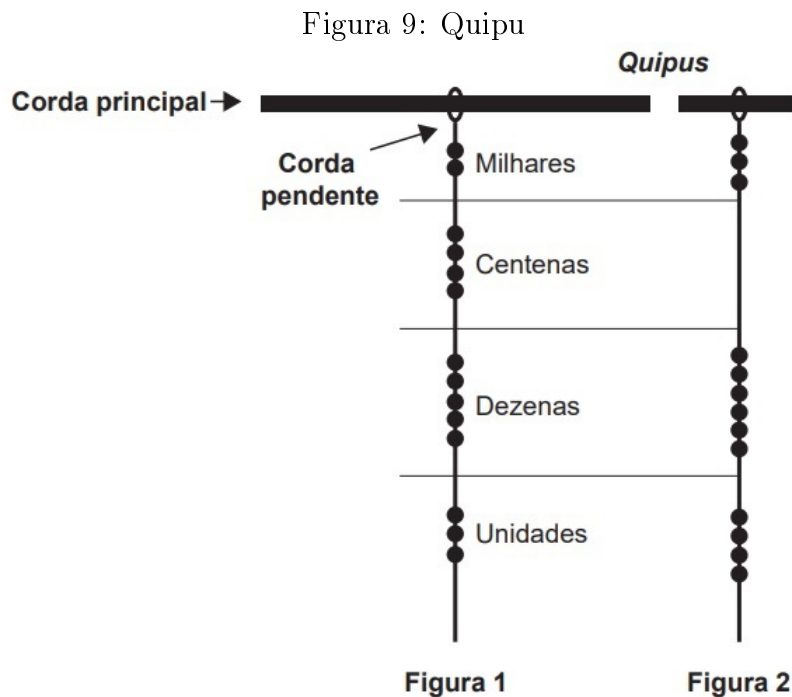 Figura 9: Quipu
Quipus
Corda principal
Corda
pendente
Milhares
Centenas
Dezenas
Unidades
Figura 1
Figura 2